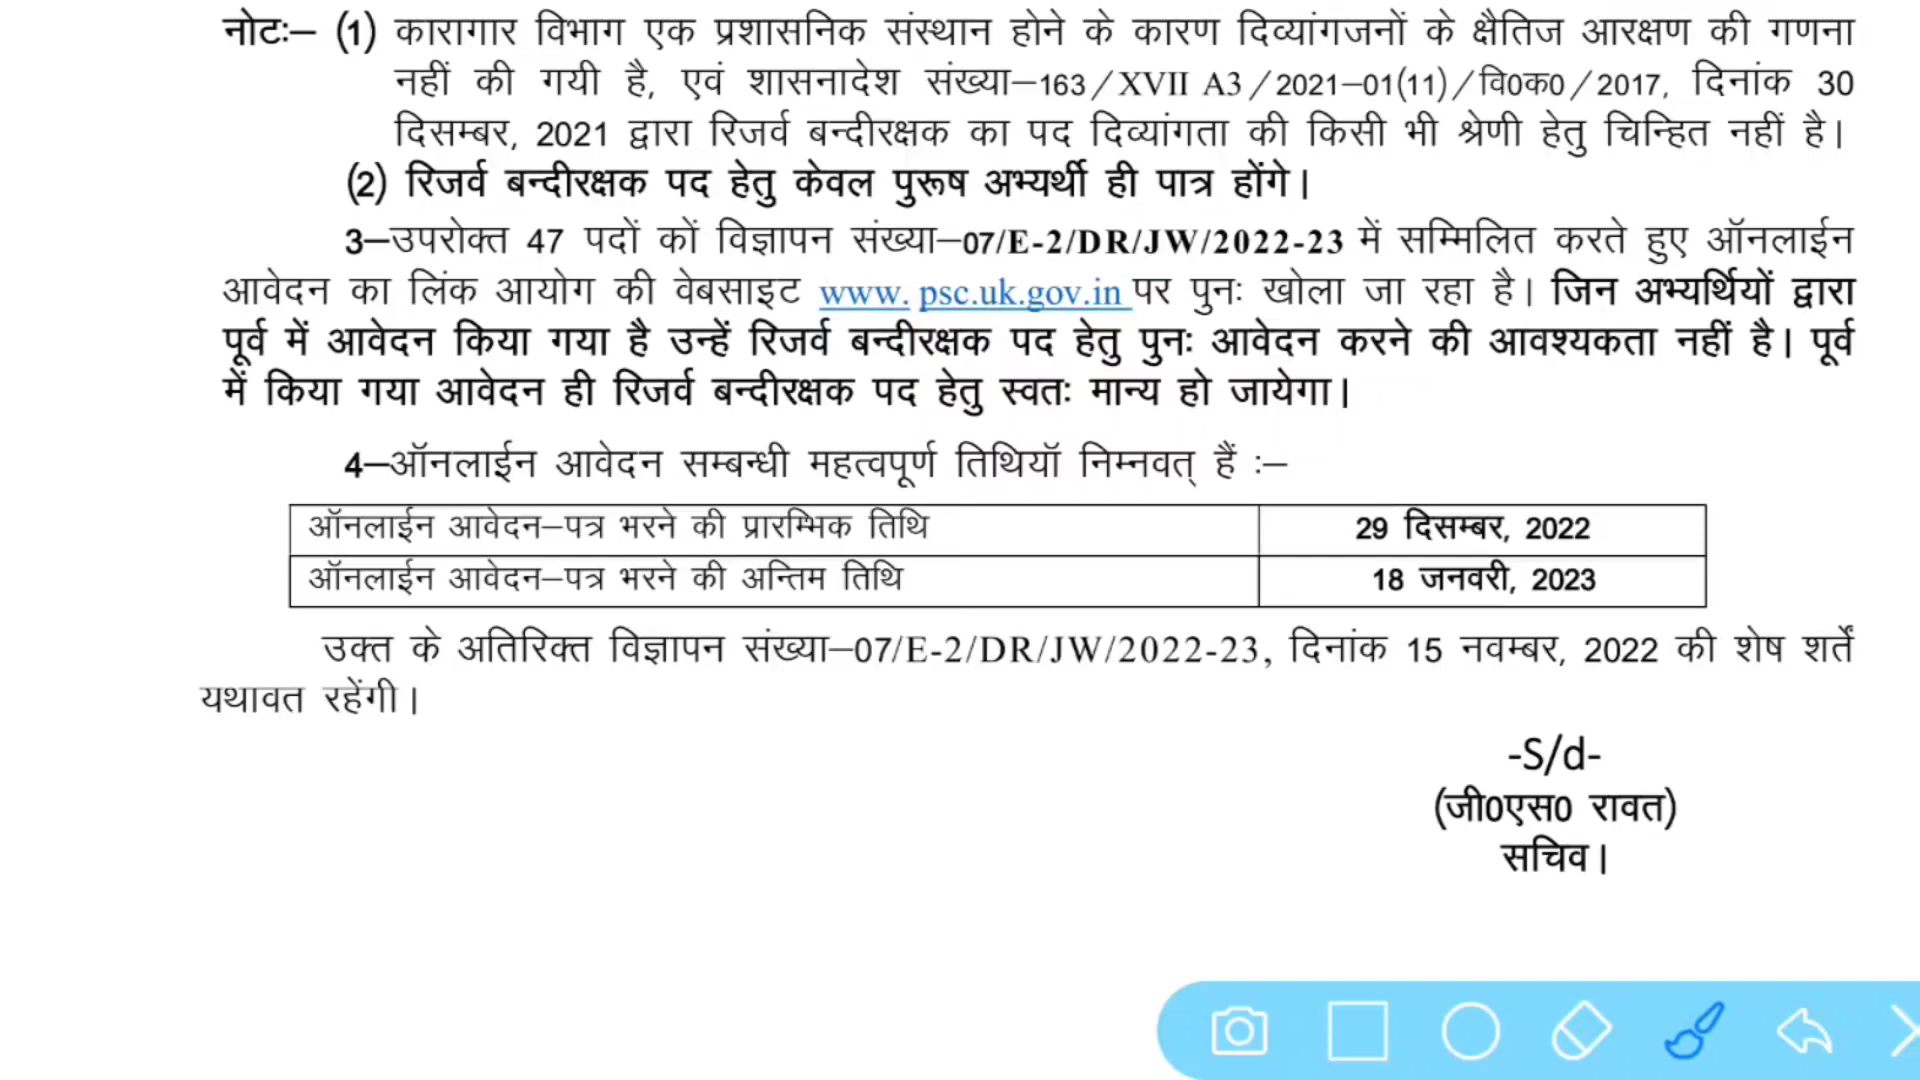 नोटः– (1) कारागार विभाग एक प्रशासनिक संस्थान होने के कारण दिव्यांगजनों के क्षैतिज आरक्षण की गणना
नहीं की गयी है, एवं शासनादेश संख्या–163/XVII A3/2021–01(11)/वि0क0/2017, दिनांक 30
दिसम्बर, 2021 द्वारा रिजर्व बन्दीरक्षक का पद दिव्यांगता की किसी भी श्रेणी हेतु चिन्हित नहीं है।
(2) रिजर्व बन्दीरक्षक पद हेतु केवल पुरूष अभ्यर्थी ही पात्र होंगे।
3–उपरोक्त 47 पदों कों विज्ञापन संख्या–07/E-2/DR/JW/2022-23 में सम्मिलित करते हुए ऑनलाईन
आवेदन का लिंक आयोग की वेबसाइट www. psc.uk.gov.in पर पुनः खोला जा रहा है। जिन अभ्यर्थियों द्वारा
पूर्व में आवेदन किया गया है उन्हें रिजर्व बन्दीरक्षक पद हेतु पुनः आवेदन करने की आवश्यकता नहीं है। पूर्व
में किया गया आवेदन ही रिजर्व बन्दीरक्षक पद हेतु स्वतः मान्य हो जायेगा।
4–ऑनलाईन आवेदन सम्बन्धी महत्वपूर्ण तिथियॉ निम्नवत् हैं :–
ऑनलाईन आवेदन–पत्र भरने की प्रारम्भिक तिथि 29 दिसम्बर, 2022
ऑनलाईन आवेदन–पत्र भरने की अन्तिम तिथि 18 जनवरी, 2023
उक्त के अतिरिक्त विज्ञापन संख्या–07/E-2/DR/JW/2022-23, दिनांक 15 नवम्बर, 2022 की शेष शर्तें
यथावत रहेंगी।
-S/d-
(जी0एस0 रावत)
सचिव।